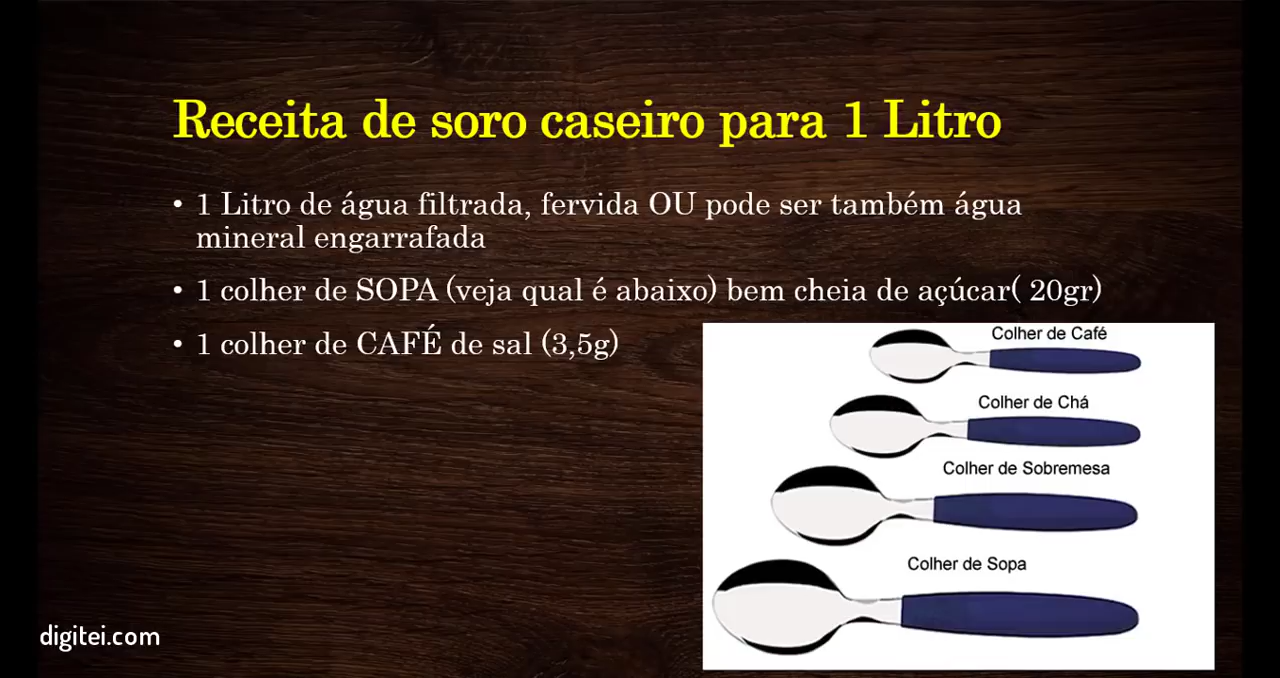 Receita de soro caseiro para 1 Litro
• 1 Litro de água filtrada, fervida OU pode ser também água
mineral engarrafada
• 1 colher de SOPA (veja qual é abaixo) bem cheia de açúcar( 20gr)
• 1 colher de CAFÉ de sal (3,5g)
Colher de Café
Colher de Chá
Colher de Sobremesa
Colher de Sopa
digitei.com